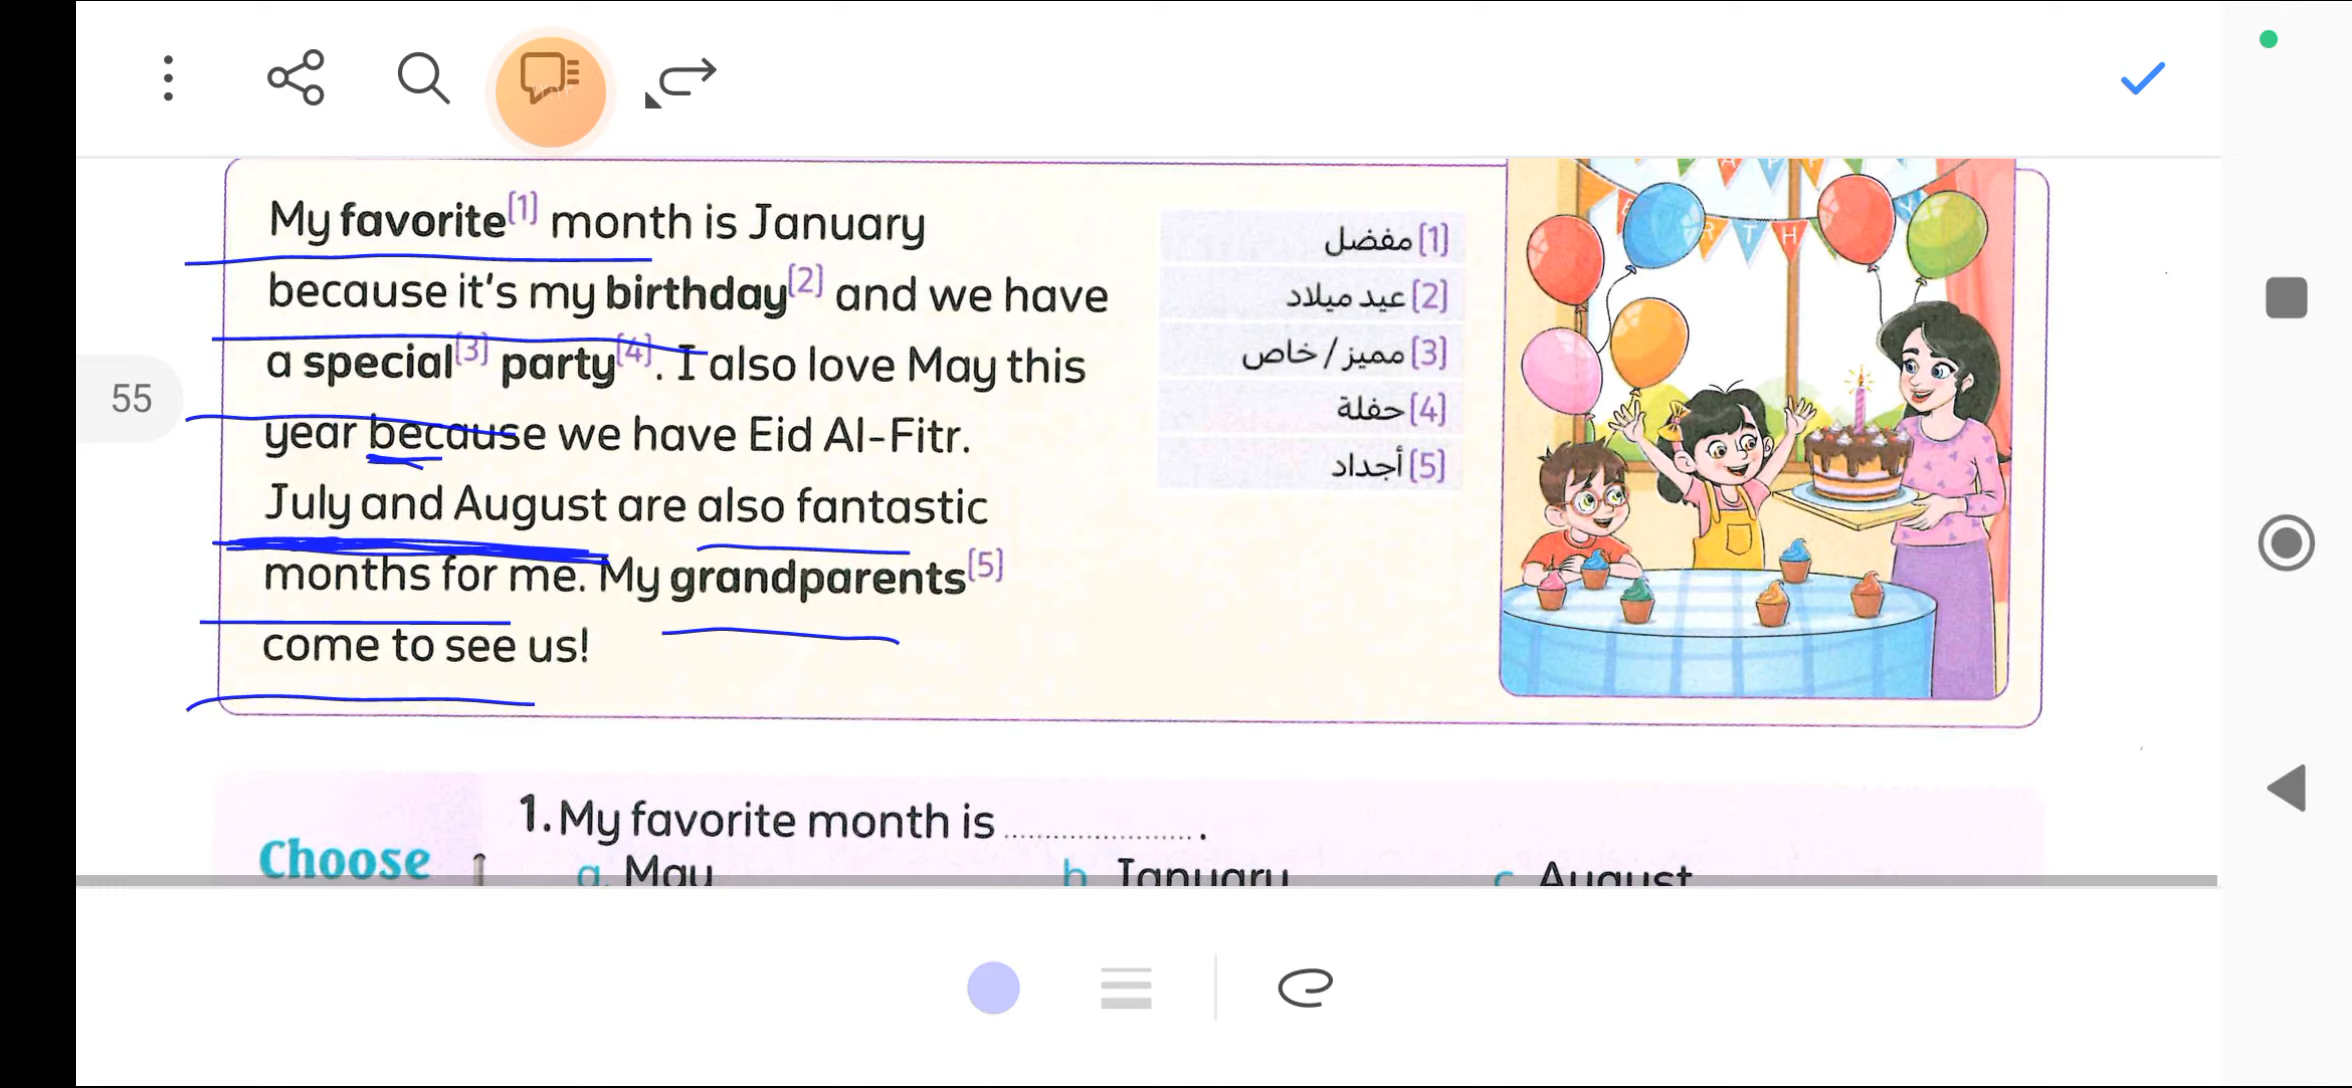 My favorite[1] month is January
because it's my birthday[2] and we have
a special[3] party[4]. I also love May this
year because we have Eid Al-Fitr.
July and August are also fantastic
months for me. My grandparents[5]
come to see us!
[1] مفضل
[2] عيد ميلاد
[3] مميز / خاص
[4] حفلة
[5] أجداد
R T H
55
Choose
1. My favorite month is ..................... .
a May
b January
c August